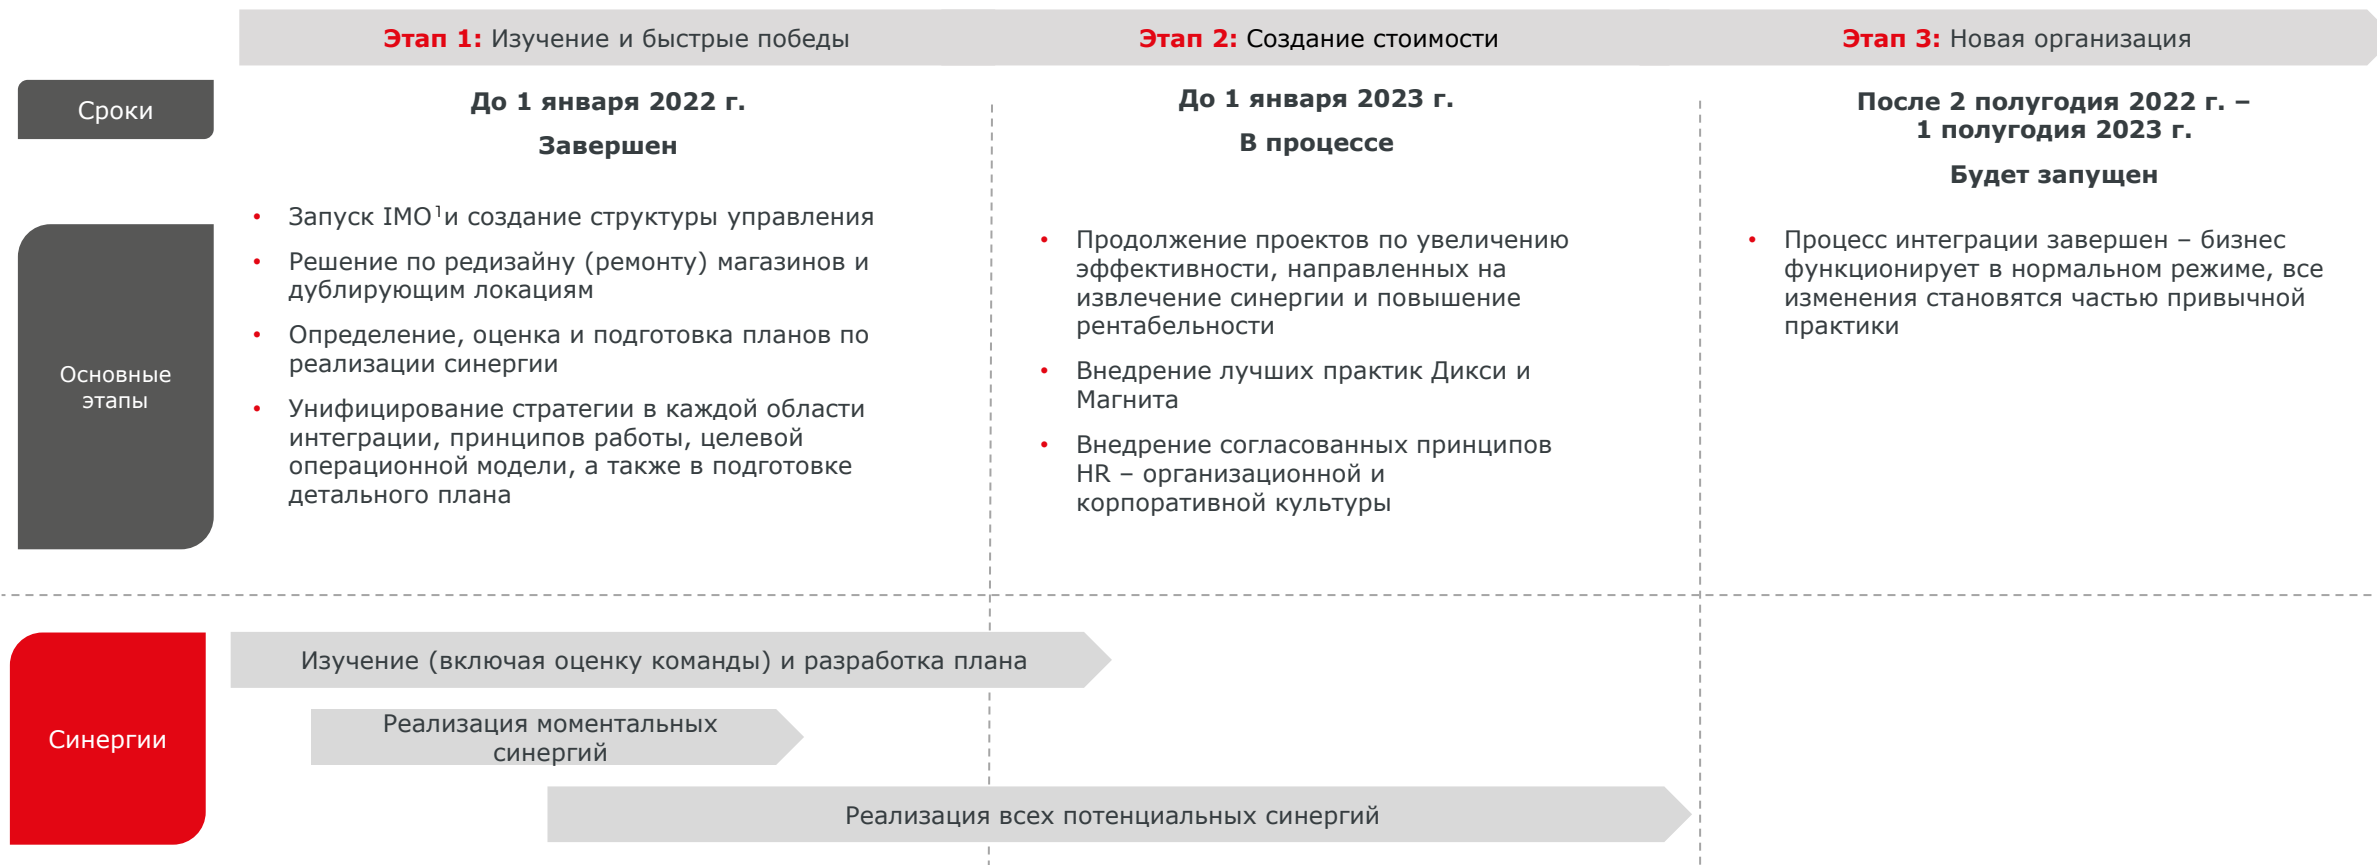 Этап 1: Изучение и быстрые победы
Этап 2: Создание стоимости
Этап 3: Новая организация
Сроки
До 1 января 2022 г.
Завершен
До 1 января 2023 г.
В процессе
После 2 полугодия 2022 г. –
1 полугодия 2023 г.
Будет запущен
Основные
этапы
• Запуск IMO¹и создание структуры управления
• Решение по редизайну (ремонту) магазинов и
дублирующим локациям
• Определение, оценка и подготовка планов по
реализации синергии
• Унифицирование стратегии в каждой области
интеграции, принципов работы, целевой
операционной модели, а также в подготовке
детального плана
• Продолжение проектов по увеличению
эффективности, направленных на
извлечение синергии и повышение
рентабельности
• Внедрение лучших практик Дикси и
Магнита
• Внедрение согласованных принципов
HR – организационной и
корпоративной культуры
• Процесс интеграции завершен – бизнес
функционирует в нормальном режиме, все
изменения становятся частью привычной
практики
Синергии
Изучение (включая оценку команды) и разработка плана
Реализация моментальных
синергий
Реализация всех потенциальных синергий